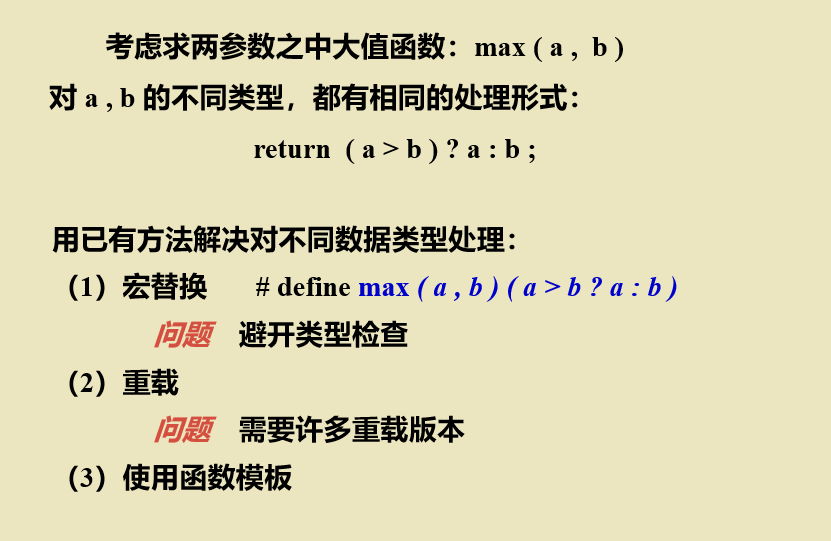 考虑求两参数之中大值函数：max ( a ,  b )
对 a , b 的不同类型，都有相同的处理形式：
return  ( a > b ) ? a : b ;
用已有方法解决对不同数据类型处理：
（1）宏替换  # define max ( a , b ) ( a > b ? a : b )
问题  避开类型检查
（2）重载
问题  需要许多重载版本
（3）使用函数模板